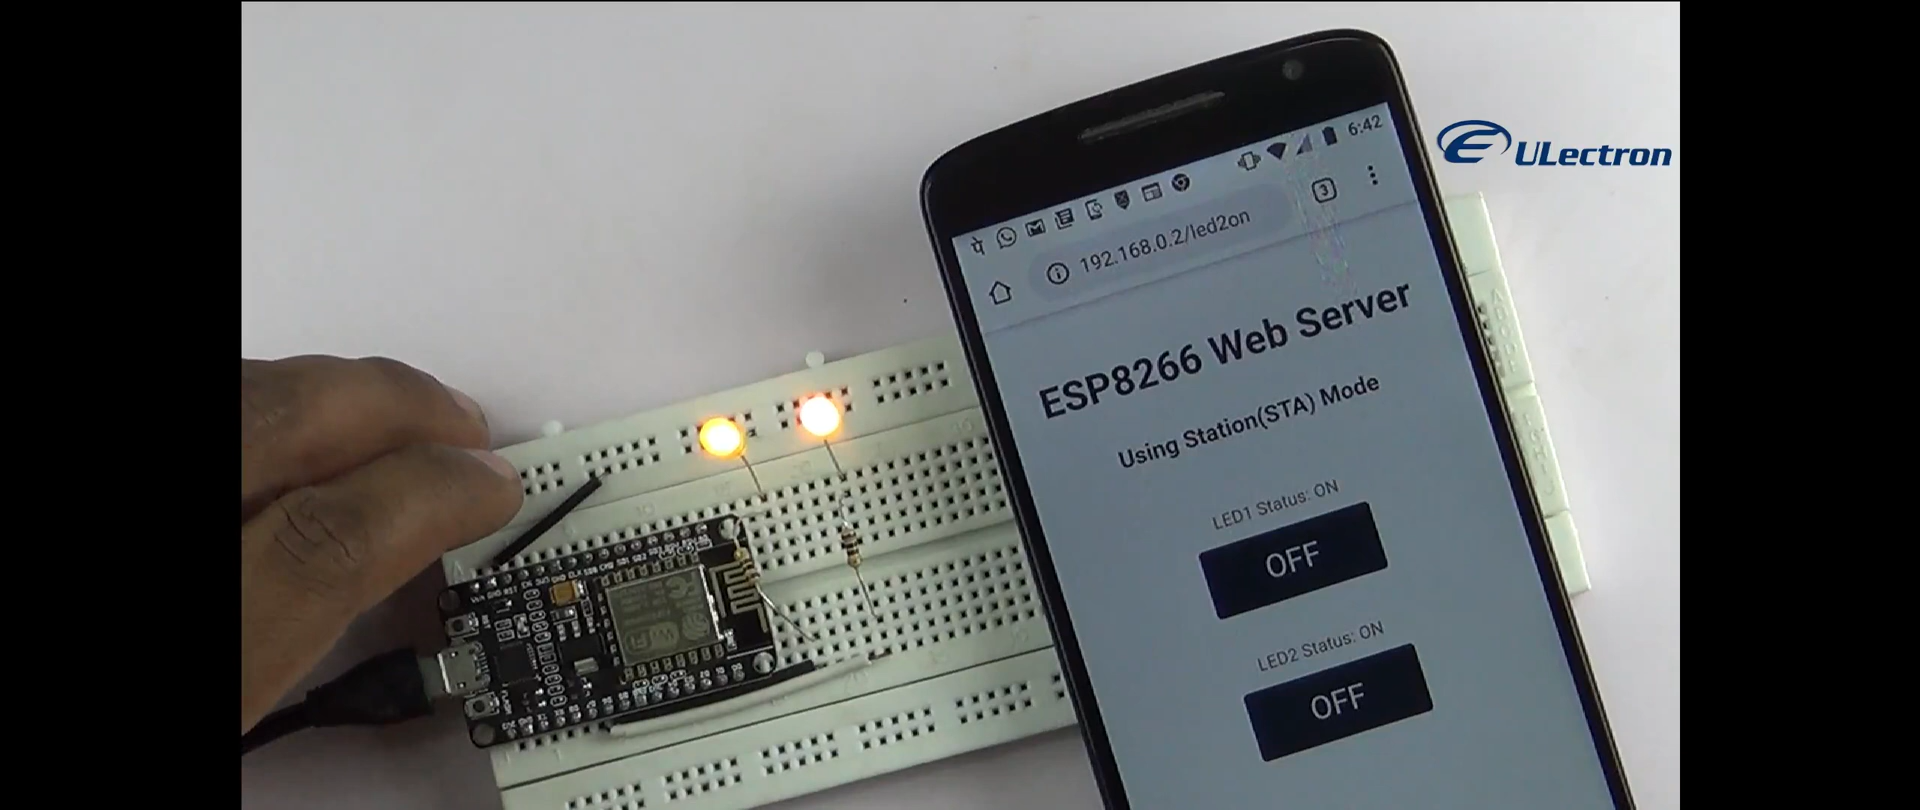 ULectron
6:42
3
192.168.0.2/led2on
ESP8266 Web Server
Using Station(STA) Mode
LED1 Status: ON
OFF
LED2 Status: ON
OFF